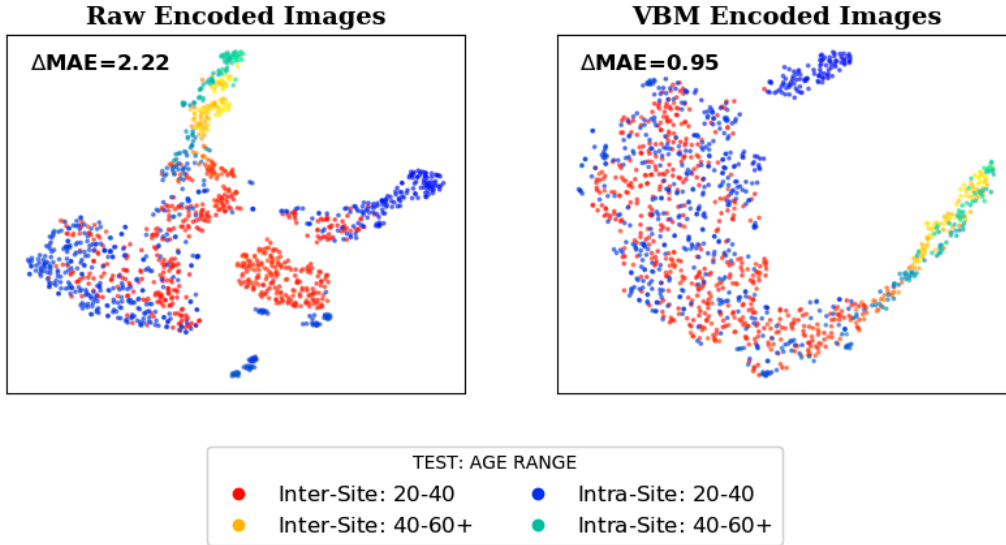 Raw Encoded Images
VBM Encoded Images
ΔMAE=2.22
ΔMAE=0.95
TEST: AGE RANGE
Inter-Site: 20-40
Intra-Site: 20-40
Inter-Site: 40-60+
Intra-Site: 40-60+